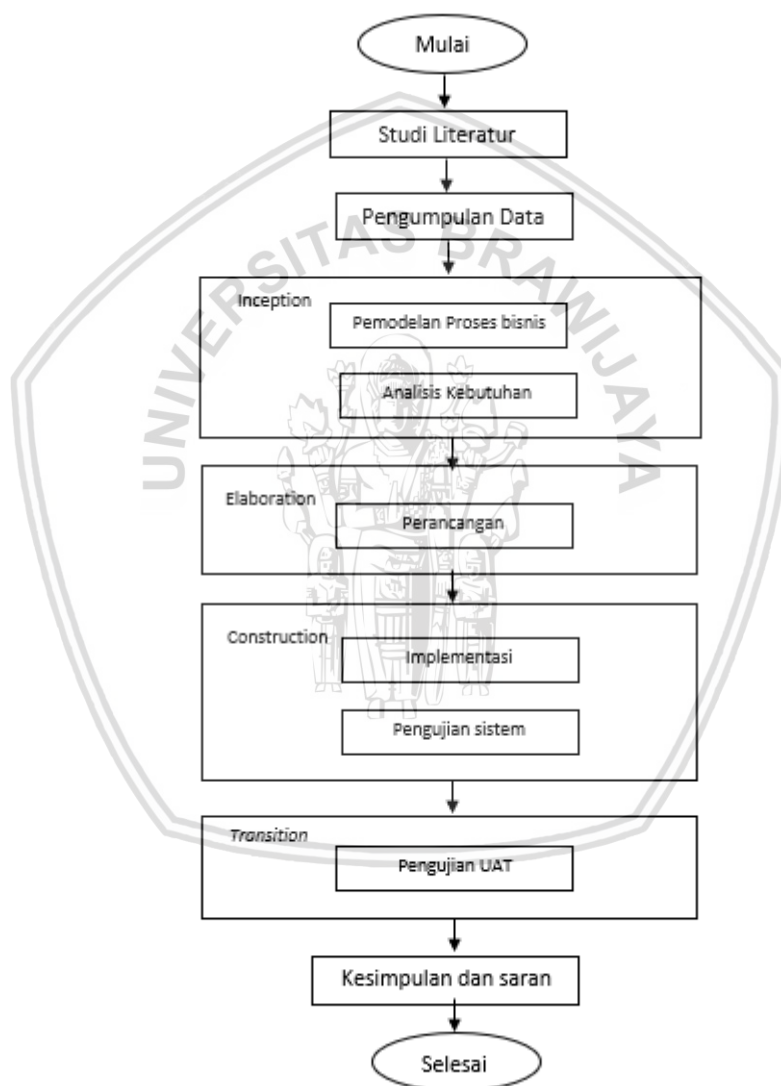 Mulai
Studi Literatur
Pengumpulan Data
UNIVERSITAS BRAWIJAYA
Inception
Pemodelan Proses bisnis
Analisis Kebutuhan
Elaboration
Perancangan
Construction
Implementasi
Pengujian sistem
Transition
Pengujian UAT
Kesimpulan dan saran
Selesai